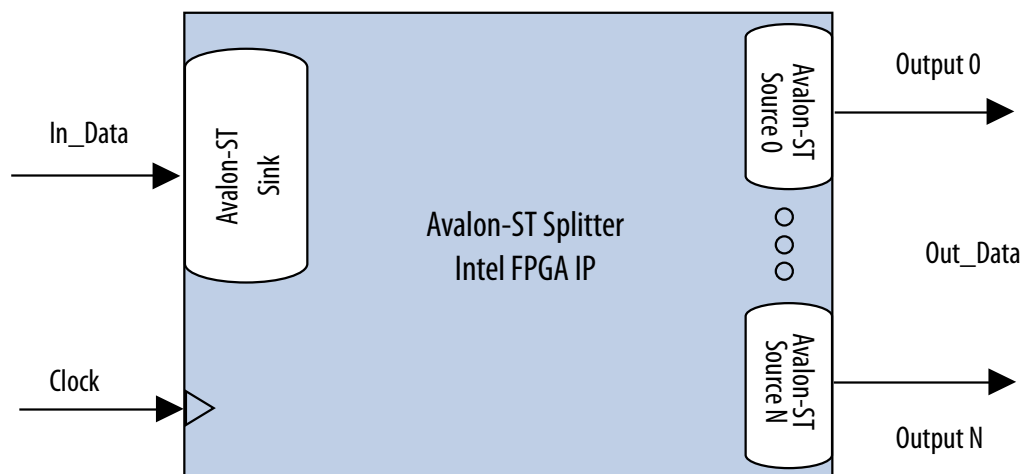 In_Data
Avalon-ST
Sink
Clock
Avalon-ST Splitter
Intel FPGA IP
Avalon-ST
Source 0
Avalon-ST
Source N
Output 0
Out_Data
Output N